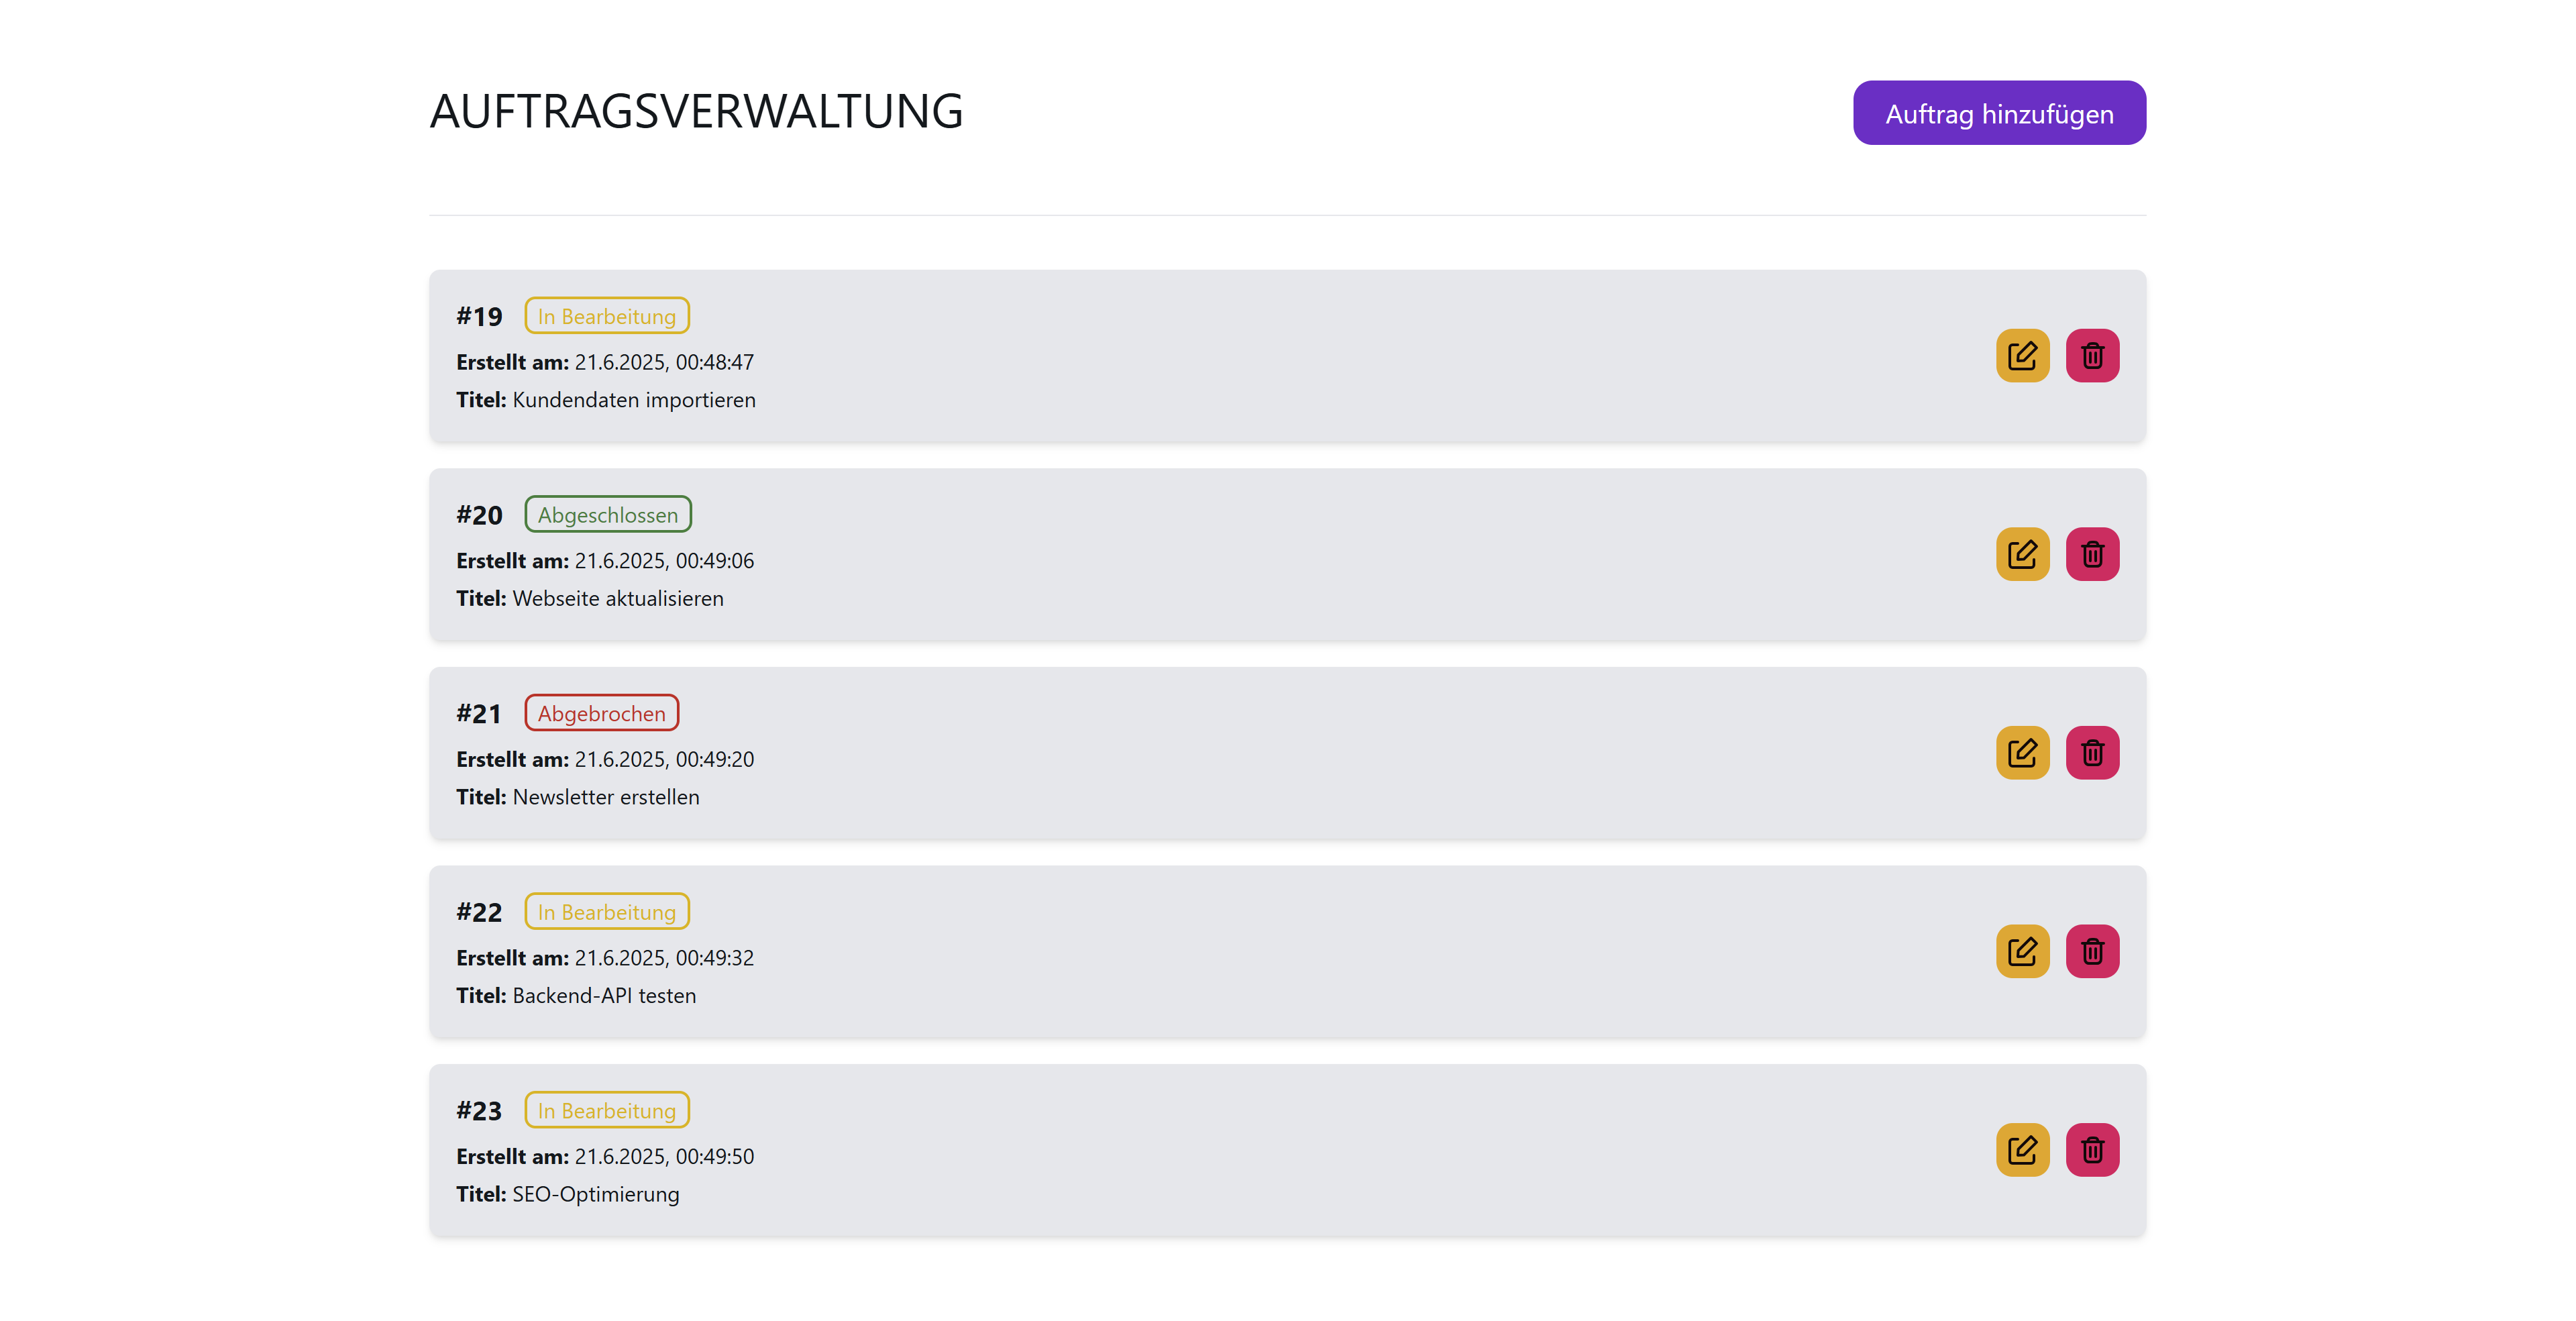 AUFTRAGSVERWALTUNG
Auftrag hinzufügen
#19 In Bearbeitung
Erstellt am: 21.6.2025, 00:48:47
Titel: Kundendaten importieren
#20 Abgeschlossen
Erstellt am: 21.6.2025, 00:49:06
Titel: Webseite aktualisieren
#21 Abgebrochen
Erstellt am: 21.6.2025, 00:49:20
Titel: Newsletter erstellen
#22 In Bearbeitung
Erstellt am: 21.6.2025, 00:49:32
Titel: Backend-API testen
#23 In Bearbeitung
Erstellt am: 21.6.2025, 00:49:50
Titel: SEO-Optimierung